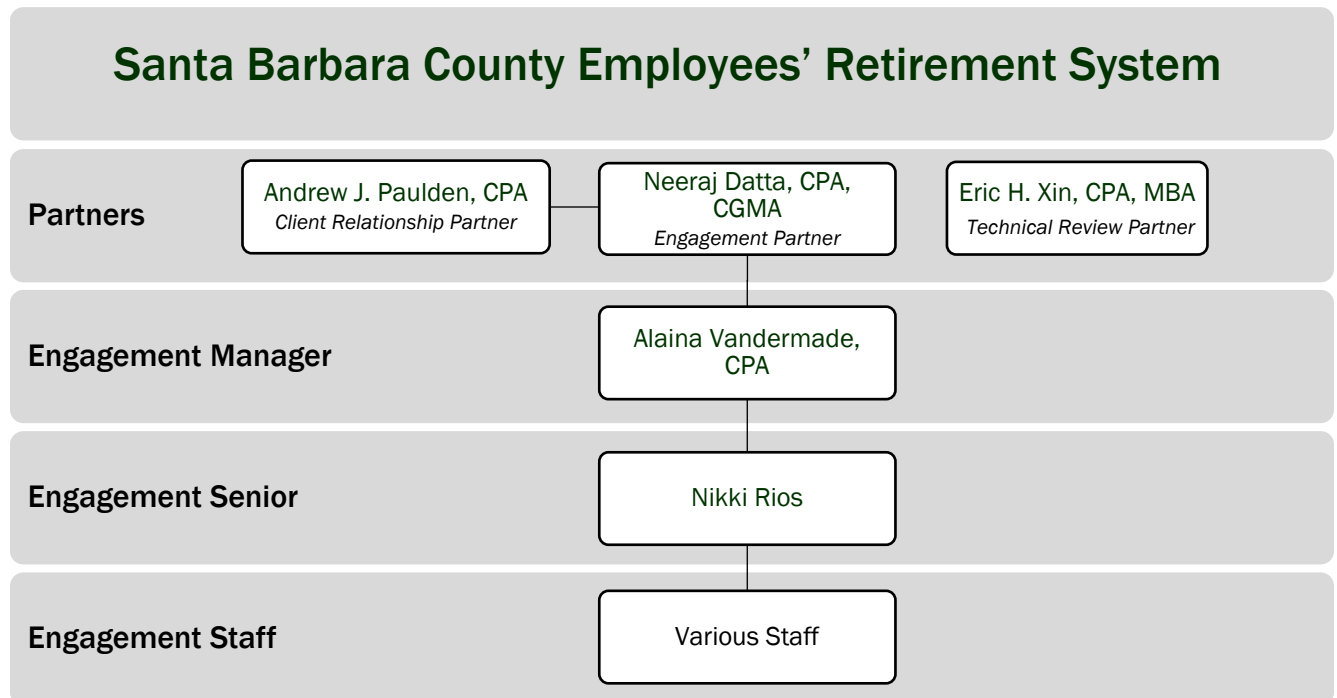 Santa Barbara County Employees’ Retirement System
Partners
Andrew J. Paulden, CPA
Client Relationship Partner
Neeraj Datta, CPA,
CGMA
Engagement Partner
Eric H. Xin, CPA, MBA
Technical Review Partner
Engagement Manager
Alaina Vandermade,
CPA
Engagement Senior
Nikki Rios
Engagement Staff
Various Staff